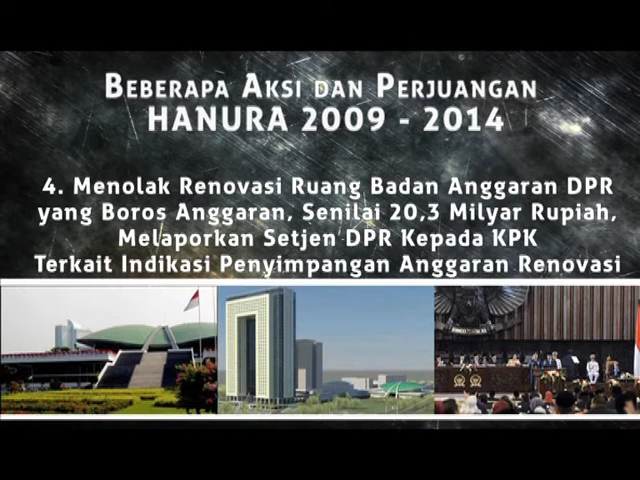 BEBERAPA AKSI DAN PERJUANGAN
HANURA 2009 - 2014
4. Menolak Renovasi Ruang Badan Anggaran DPR
yang Boros Anggaran, Senilai 20,3 Milyar Rupiah,
Melaporkan Setjen DPR Kepada KPK
Terkait Indikasi Penyimpangan Anggaran Renovasi